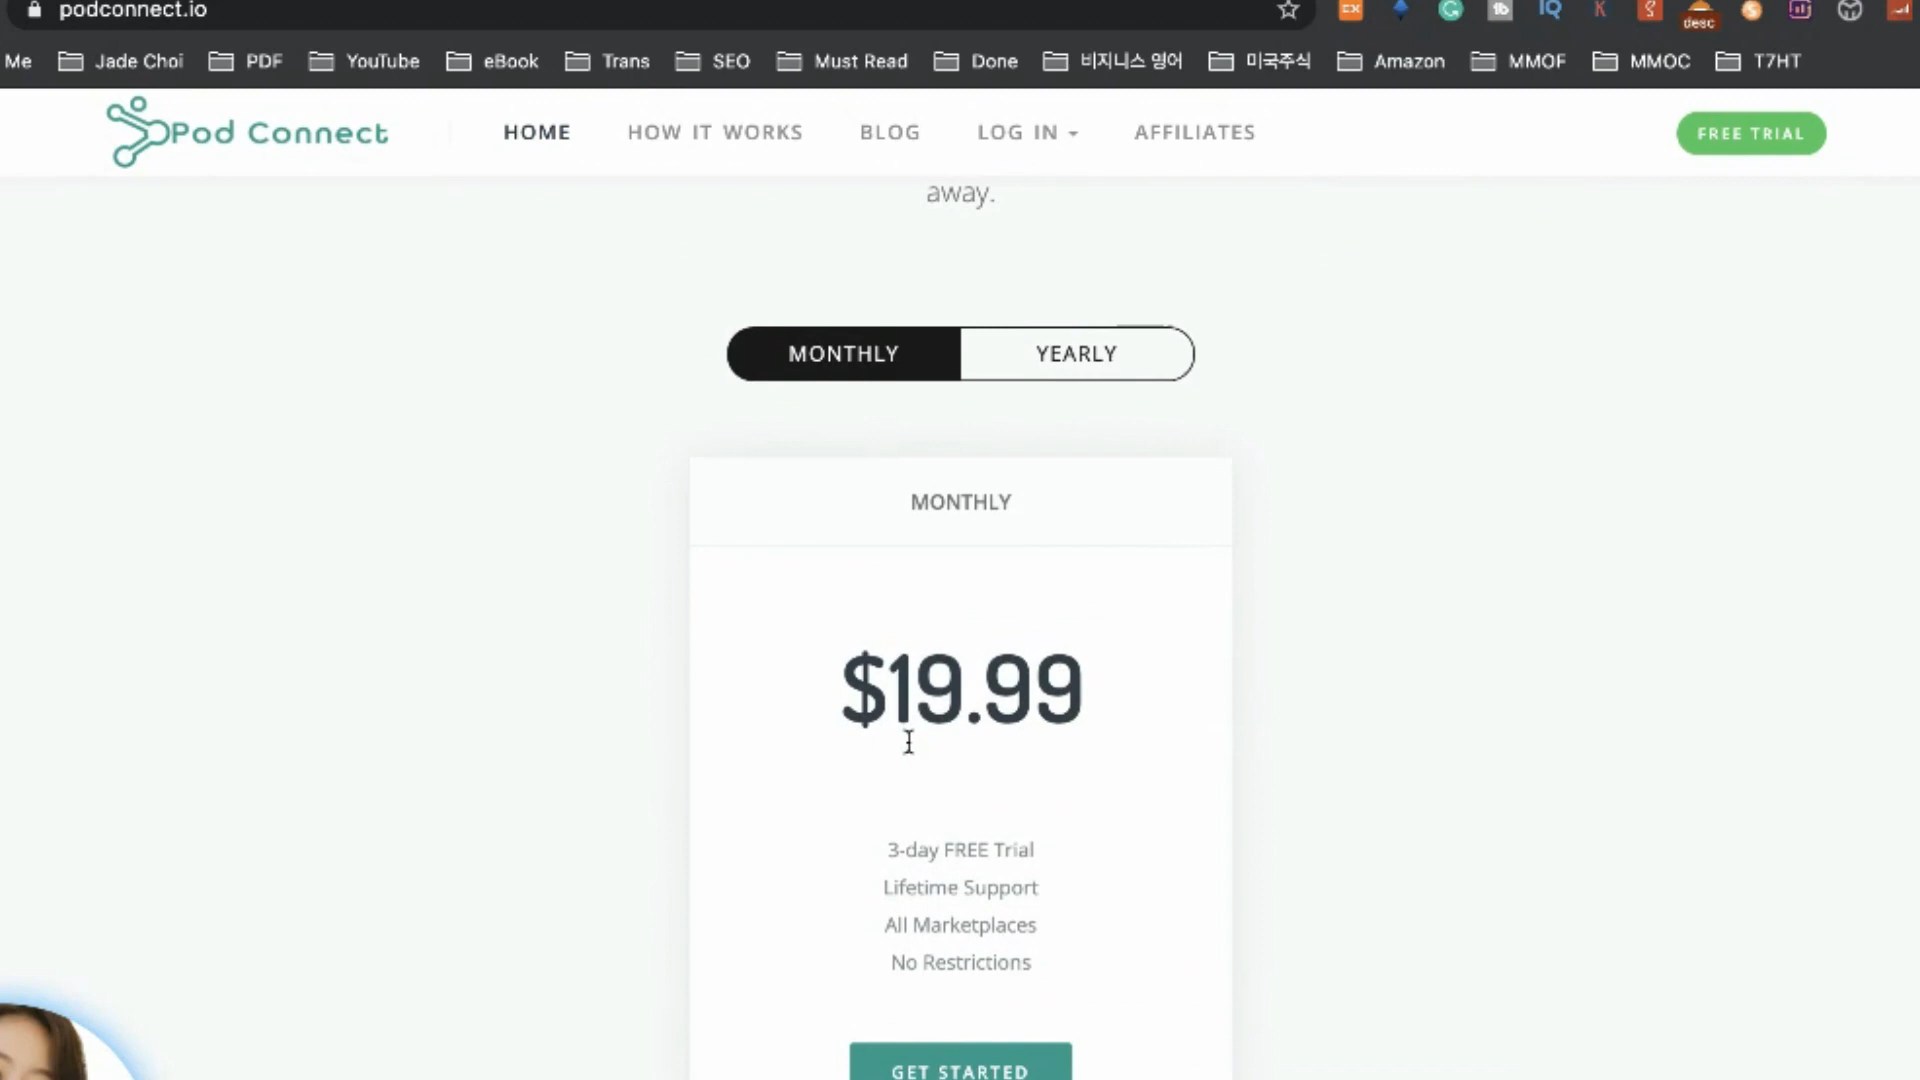 podconnect.io
desc
Me Jade Choi PDF YouTube eBook Trans SEO Must Read Done 비지니스 영어 미국주식 Amazon MMOF MMOC T7HT
Pod Connect HOME HOW IT WORKS BLOG LOG IN AFFILIATES FREE TRIAL
away.
MONTHLY YEARLY
MONTHLY
$19.99
3-day FREE Trial
Lifetime Support
All Marketplaces
No Restrictions
GET STARTED